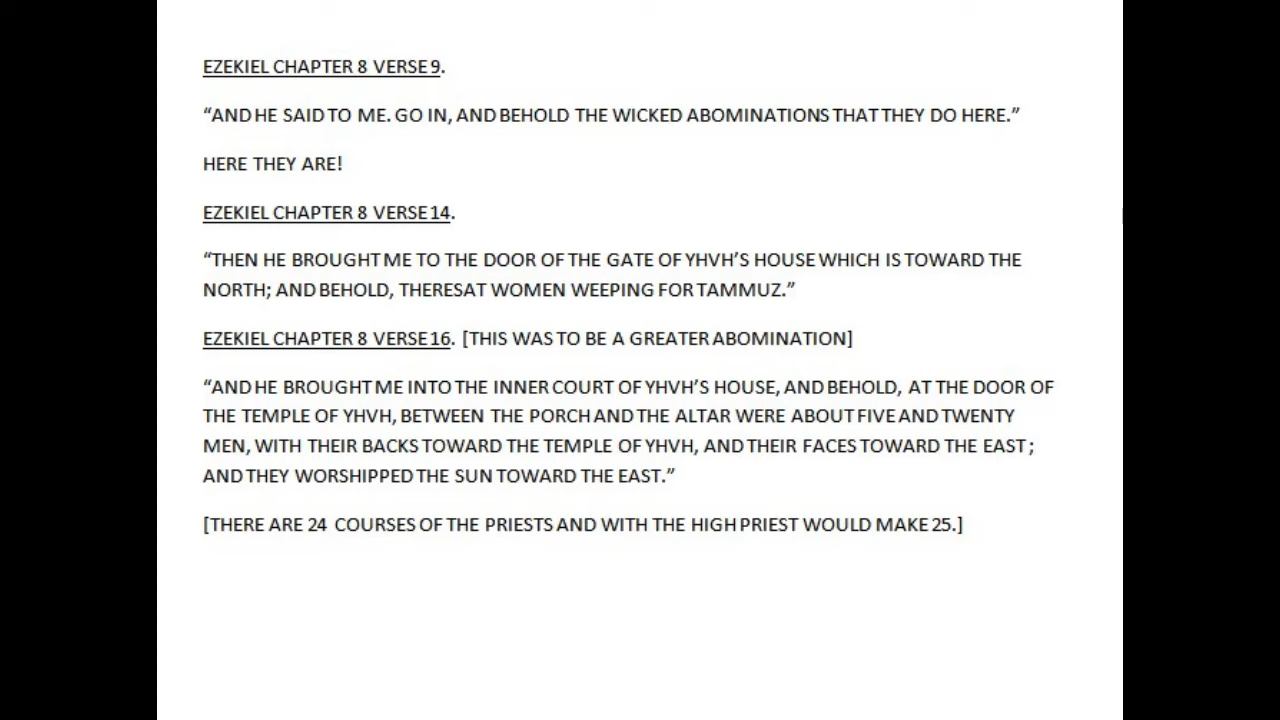 EZEKIEL CHAPTER 8 VERSE 9.
“AND HE SAID TO ME. GO IN, AND BEHOLD THE WICKED ABOMINATIONS THAT THEY DO HERE.”
HERE THEY ARE!
EZEKIEL CHAPTER 8 VERSE 14.
“THEN HE BROUGHT ME TO THE DOOR OF THE GATE OF YHVH’S HOUSE WHICH IS TOWARD THE
NORTH; AND BEHOLD, THERESAT WOMEN WEEPING FOR TAMMUZ.”
EZEKIEL CHAPTER 8 VERSE 16. [THIS WAS TO BE A GREATER ABOMINATION]
“AND HE BROUGHT ME INTO THE INNER COURT OF YHVH’S HOUSE, AND BEHOLD, AT THE DOOR OF
THE TEMPLE OF YHVH, BETWEEN THE PORCH AND THE ALTAR WERE ABOUT FIVE AND TWENTY
MEN, WITH THEIR BACKS TOWARD THE TEMPLE OF YHVH, AND THEIR FACES TOWARD THE EAST ;
AND THEY WORSHIPPED THE SUN TOWARD THE EAST.”
[THERE ARE 24 COURSES OF THE PRIESTS AND WITH THE HIGH PRIEST WOULD MAKE 25.]